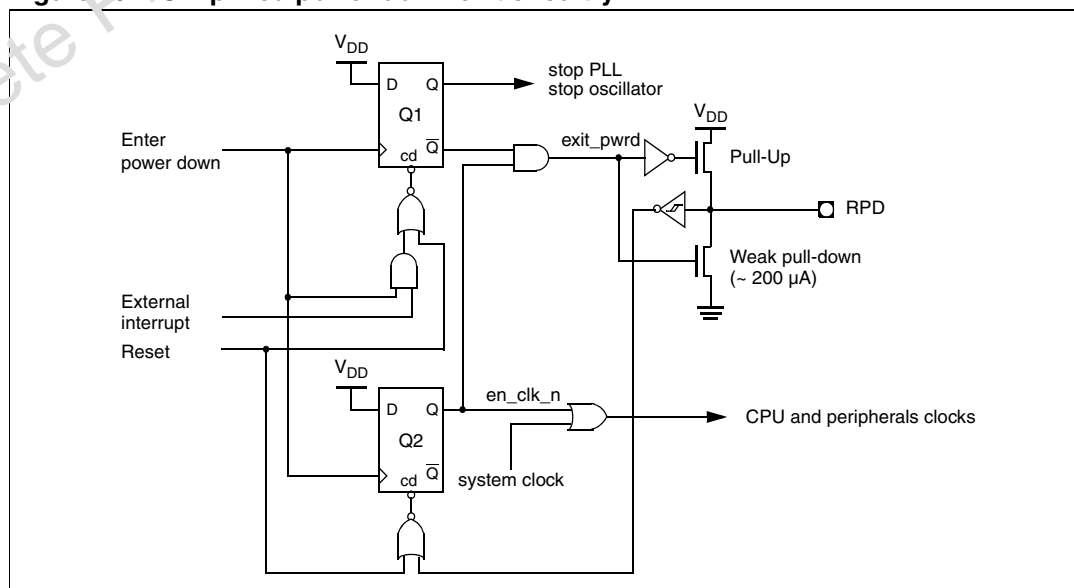 V_DD
D Q
Q1
Q̅
cd
stop PLL
stop oscillator
Enter
power down
exit_pwrd
V_DD
Pull-Up
RPD
Weak pull-down
(~ 200 µA)
External
interrupt
Reset
V_DD
D Q
Q2
Q̅
cd
en_clk_n
system clock
CPU and peripherals clocks